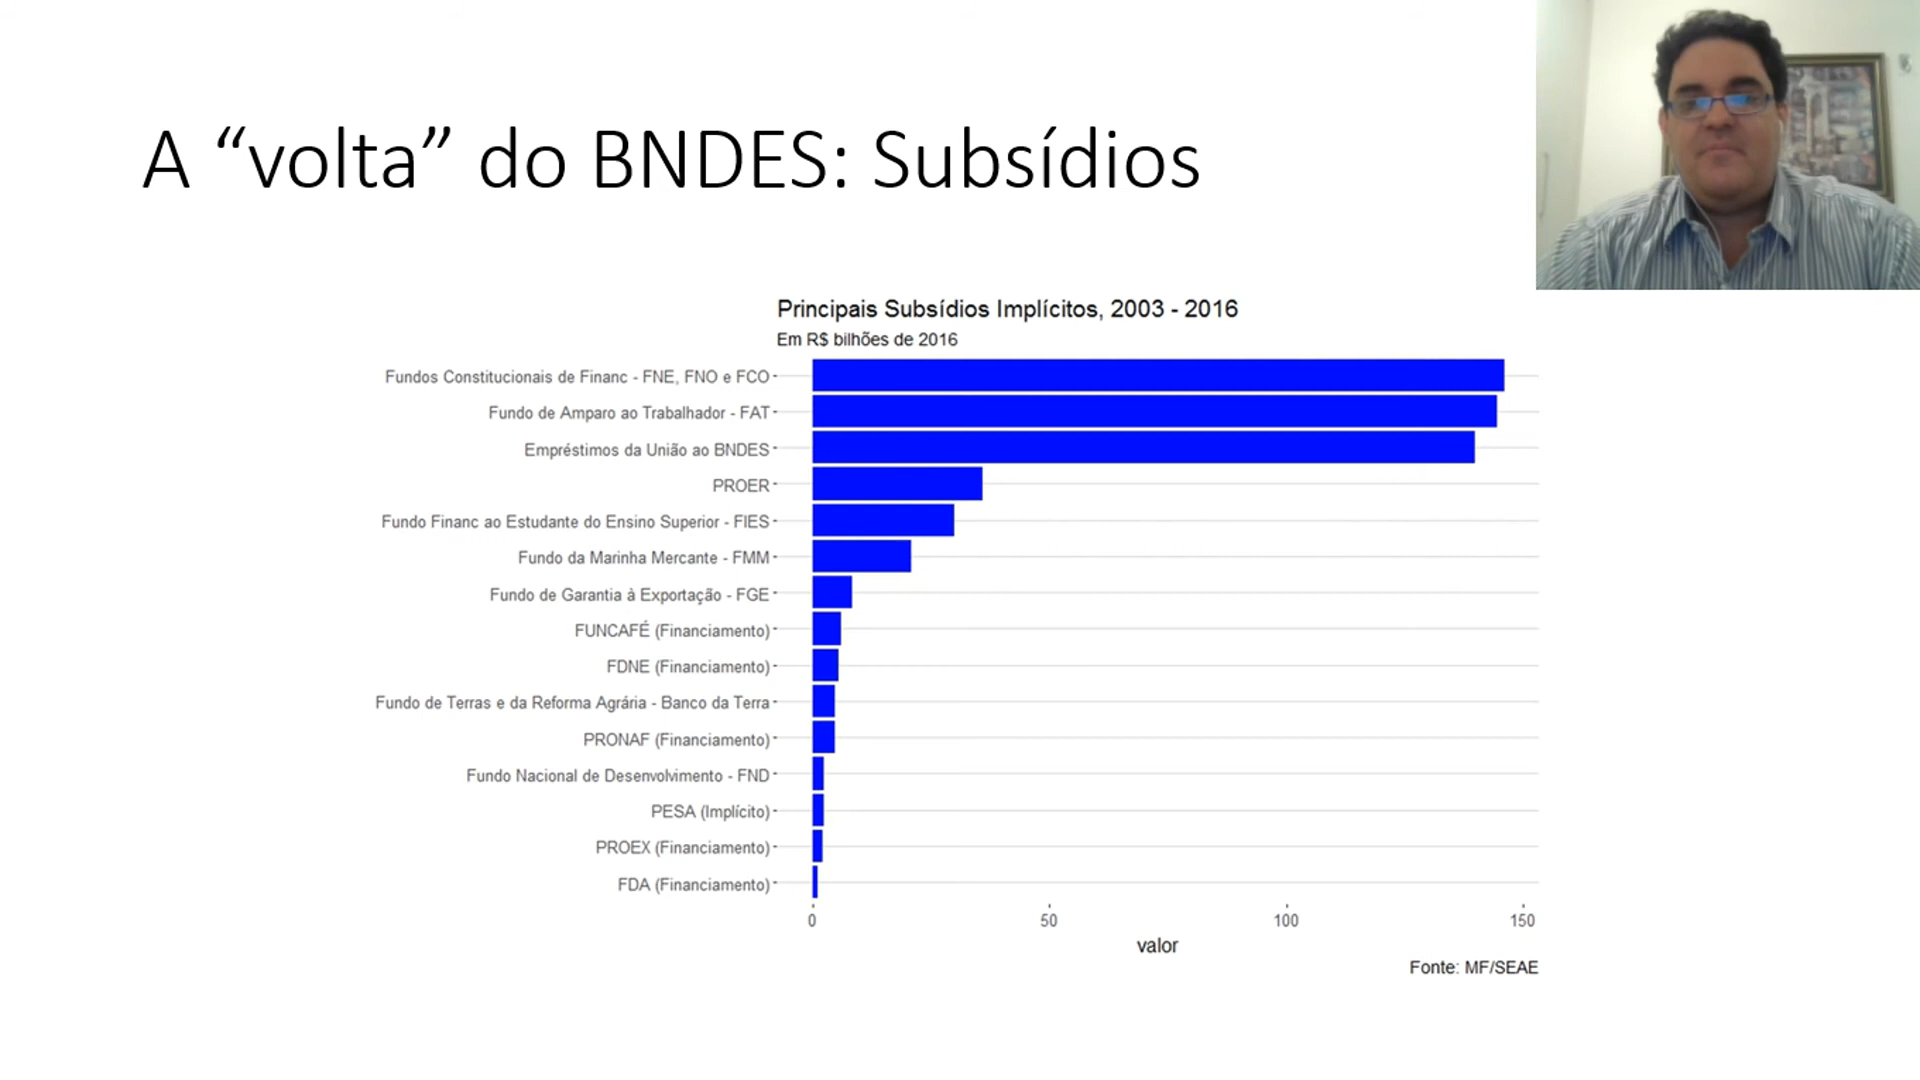 A “volta” do BNDES: Subsídios
Principais Subsídios Implícitos, 2003 - 2016
Em R$ bilhões de 2016
Fundos Constitucionais de Financ - FNE, FNO e FCO
Fundo de Amparo ao Trabalhador - FAT
Empréstimos da União ao BNDES
PROER
Fundo Financ ao Estudante do Ensino Superior - FIES
Fundo da Marinha Mercante - FMM
Fundo de Garantia à Exportação - FGE
FUNCAFÉ (Financiamento)
FDNE (Financiamento)
Fundo de Terras e da Reforma Agrária - Banco da Terra
PRONAF (Financiamento)
Fundo Nacional de Desenvolvimento - FND
PESA (Implícito)
PROEX (Financiamento)
FDA (Financiamento)
0 50 100 150
valor
Fonte: MF/SEAE